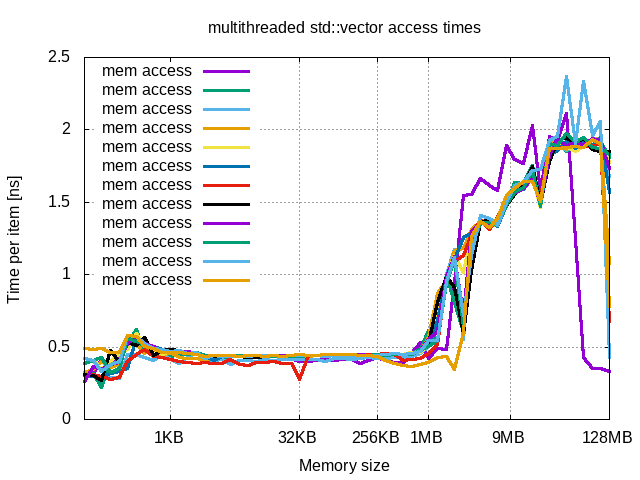 multithreaded std::vector access times
2.5
2
1.5
1
0.5
0
Time per item [ns]
mem access
mem access
mem access
mem access
mem access
mem access
mem access
mem access
mem access
mem access
mem access
mem access
1KB 32KB 256KB 1MB 9MB 128MB
Memory size